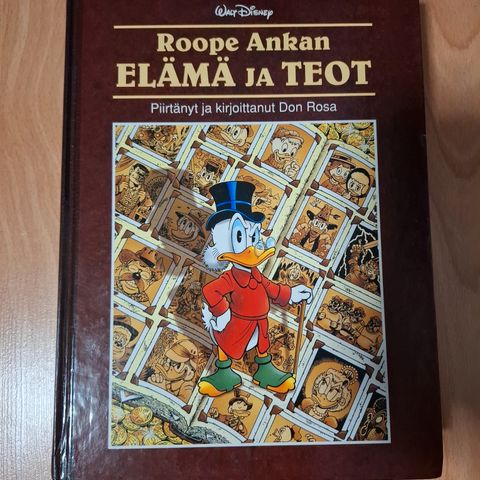 Walt Disney
Roope Ankan
ELÄMÄ JA TEOT
Piirtänyt ja kirjoittanut Don Rosa